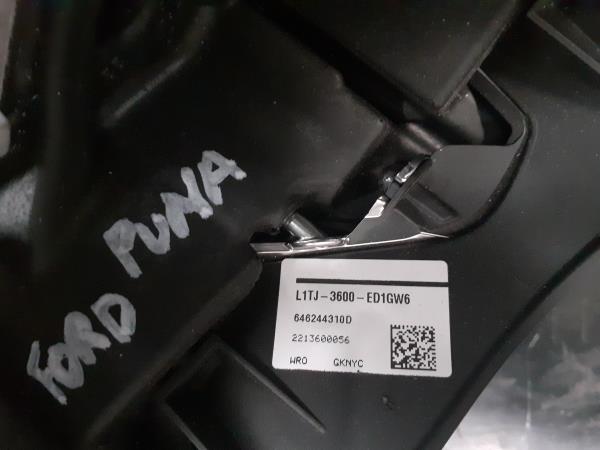 FORD PUMA
L1TJ-3600-ED1GW6
646244310D
2213600056
WRO GKNYC